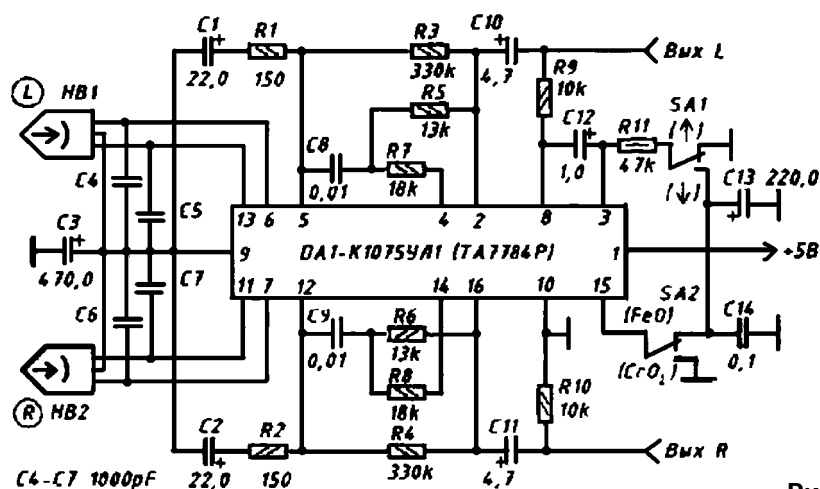 C1 R1 R3 C10
22,0 150 330k 4,7 Вых L
L HB1 R5 R9
13k 10k SA1
C12 R11 (↑)
C8 R7
C4 0,01 18k 1,0 47k (↓) C13 220,0
C3 C5 13 6 5 4 2 8 3
9 DA1-К1075УЛ1 (TA7784P) 1 +5В
470,0 C7 11 7 12 14 16 10 15 SA2
C6 C9 R6 (FeO) C14
0,01 13k
R8 R10 (CrO₂) 0,1
R HB2 18k 10k
C2 R2 R4 C11
Вых R
C4-C7 1000pF 22,0 150 330k 4,7